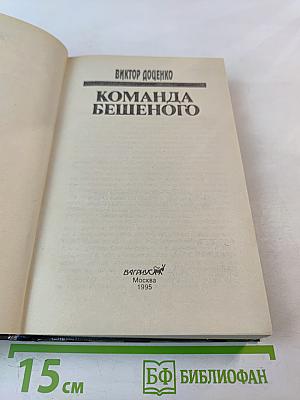 ВИКТОР ДОЦЕНКО
КОМАНДА
БЕШЕНОГО
ВАГРИУС
Москва
1995
15 см
БФ БИБЛИОФАН